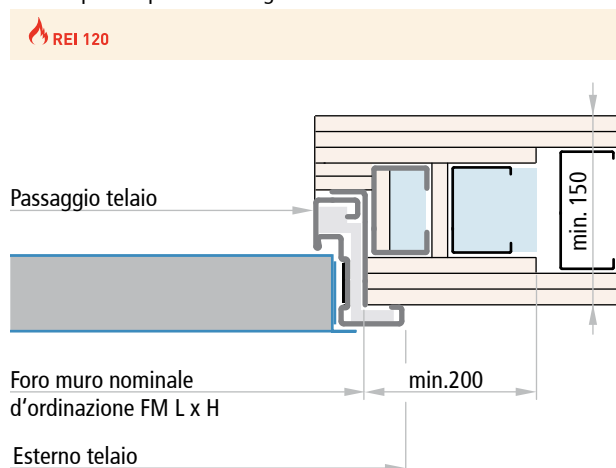 REI 120
min. 150
Passaggio telaio
Foro muro nominale
d'ordinazione FM L x H
min.200
Esterno telaio